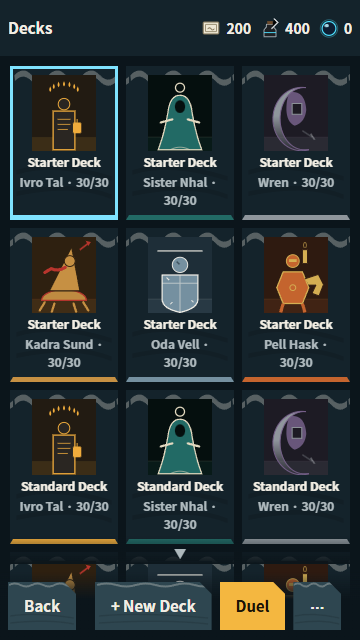 Decks 200 400 0
Starter Deck Starter Deck Starter Deck
Ivro Tal · 30/30 Sister Nhal · Wren · 30/30
30/30
Starter Deck Starter Deck Starter Deck
Kadra Sund · Oda Vell · Pell Hask ·
30/30 30/30 30/30
Standard Deck Standard Deck Standard Deck
Ivro Tal · 30/30 Sister Nhal · Wren · 30/30
30/30
Back + New Deck Duel ...